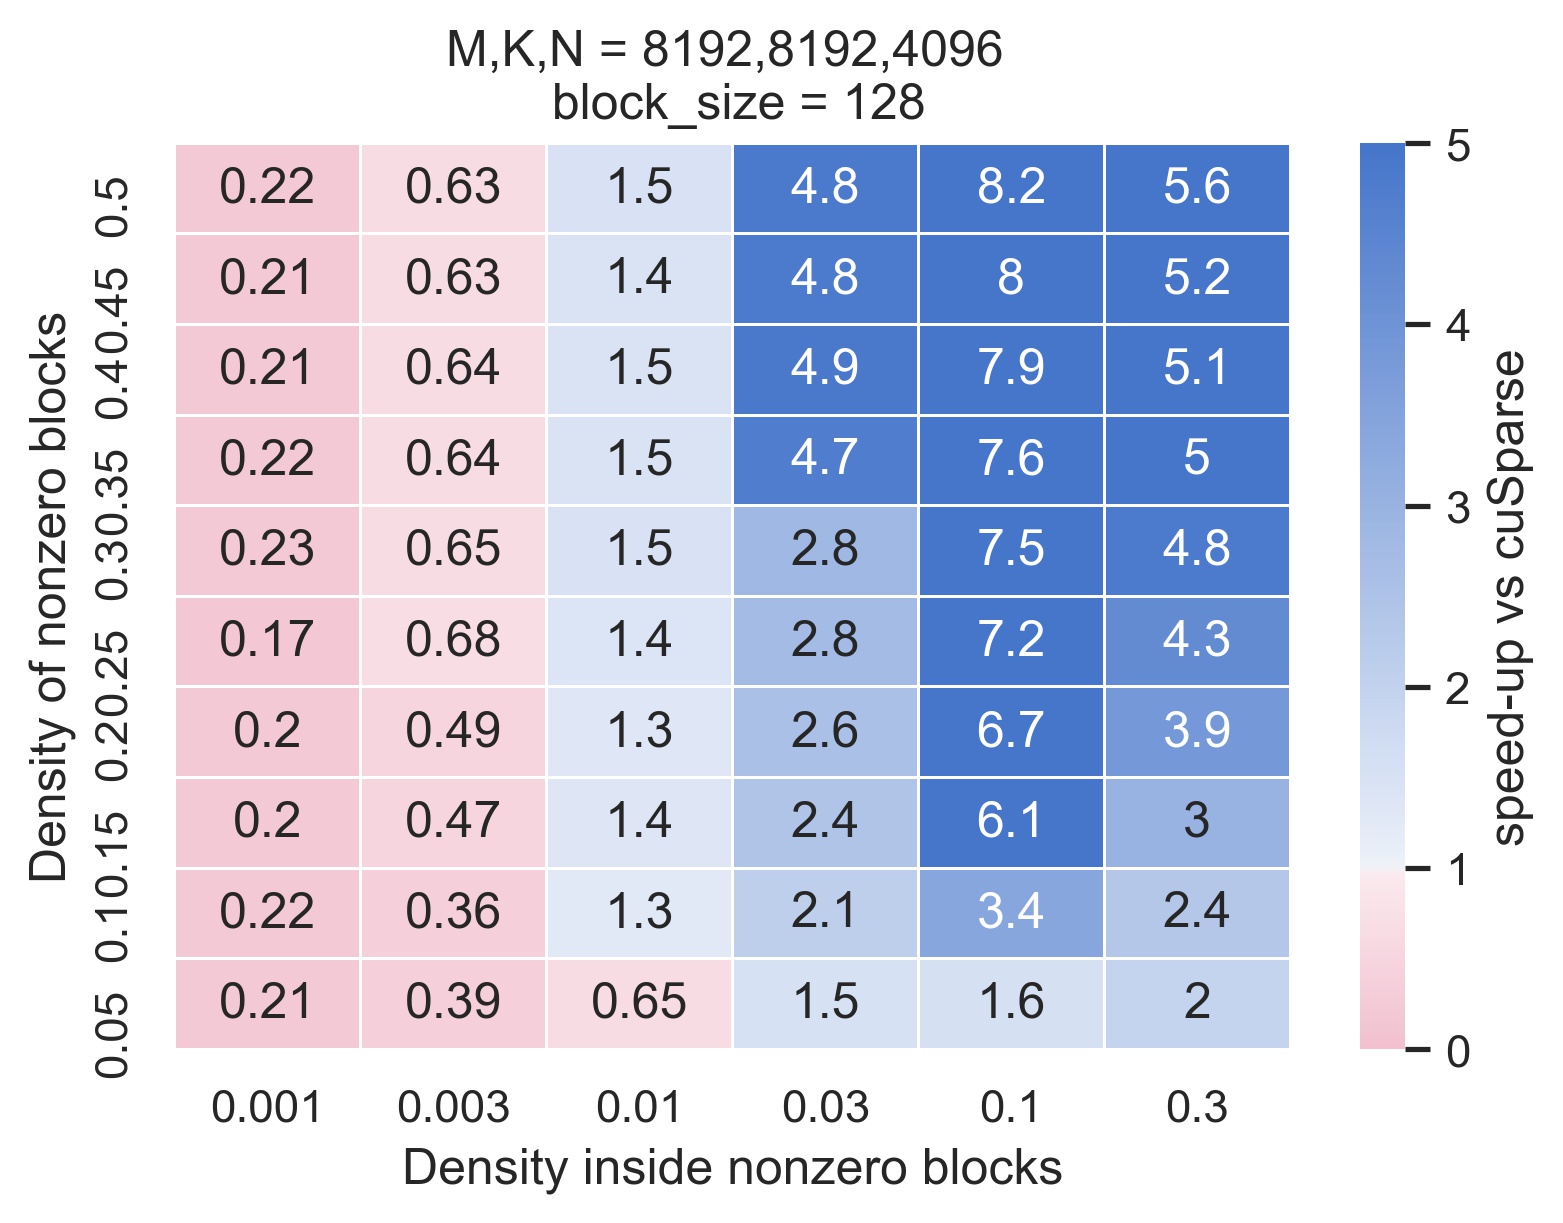 M,K,N = 8192,8192,4096
block_size = 128
Density of nonzero blocks
0.5 0.22 0.63 1.5 4.8 8.2 5.6
0.45 0.21 0.63 1.4 4.8 8 5.2
0.4 0.21 0.64 1.5 4.9 7.9 5.1
0.35 0.22 0.64 1.5 4.7 7.6 5
0.3 0.23 0.65 1.5 2.8 7.5 4.8
0.25 0.17 0.68 1.4 2.8 7.2 4.3
0.2 0.2 0.49 1.3 2.6 6.7 3.9
0.15 0.2 0.47 1.4 2.4 6.1 3
0.1 0.22 0.36 1.3 2.1 3.4 2.4
0.05 0.21 0.39 0.65 1.5 1.6 2
0.001 0.003 0.01 0.03 0.1 0.3
Density inside nonzero blocks
5
4
3
2
1
0
speed-up vs cuSparse